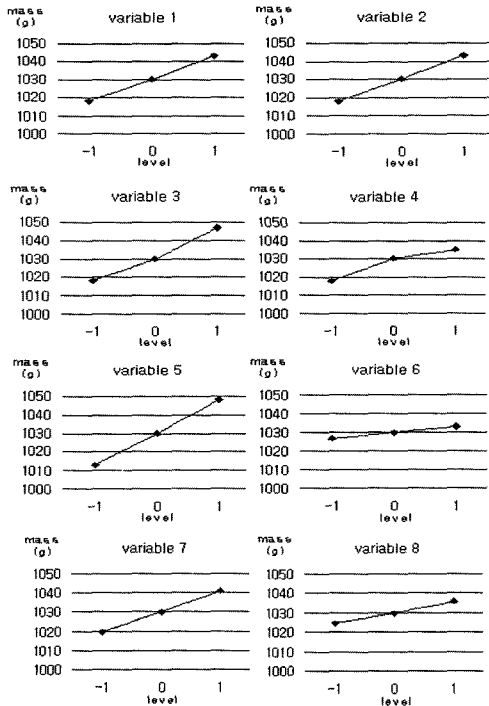 mass
(g)
variable 1
1050
1040
1030
1020
1010
1000
-1 0 1
level
mass
(g)
variable 2
1050
1040
1030
1020
1010
1000
-1 0 1
level
mass
(g)
variable 3
1050
1040
1030
1020
1010
1000
-1 0 1
level
mass
(g)
variable 4
1050
1040
1030
1020
1010
1000
-1 0 1
level
mass
(g)
variable 5
1050
1040
1030
1020
1010
1000
-1 0 1
level
mass
(g)
variable 6
1050
1040
1030
1020
1010
1000
-1 0 1
level
mass
(g)
variable 7
1050
1040
1030
1020
1010
1000
-1 0 1
level
mass
(g)
variable 8
1050
1040
1030
1020
1010
1000
-1 0 1
level